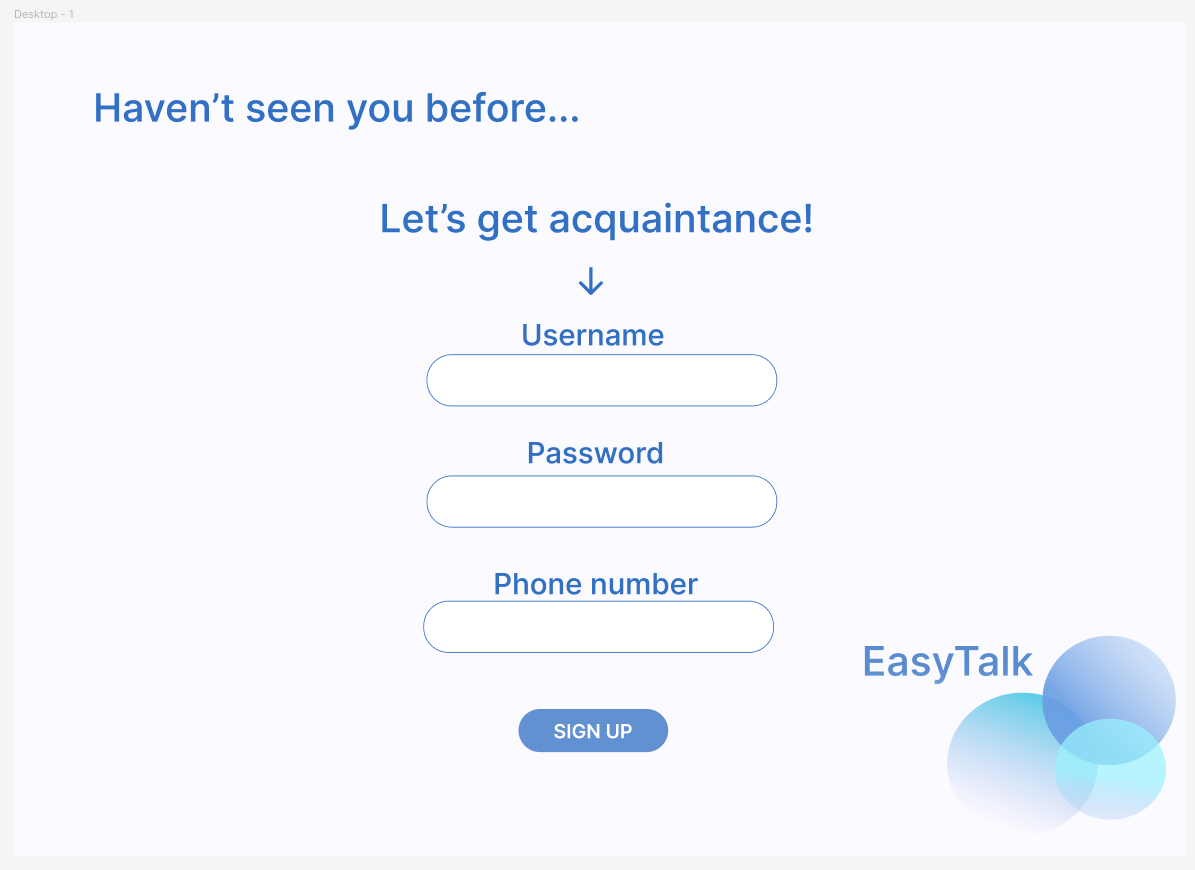 Desktop - 1
Haven’t seen you before...
Let’s get acquaintance!
Username
Password
Phone number
EasyTalk
SIGN UP